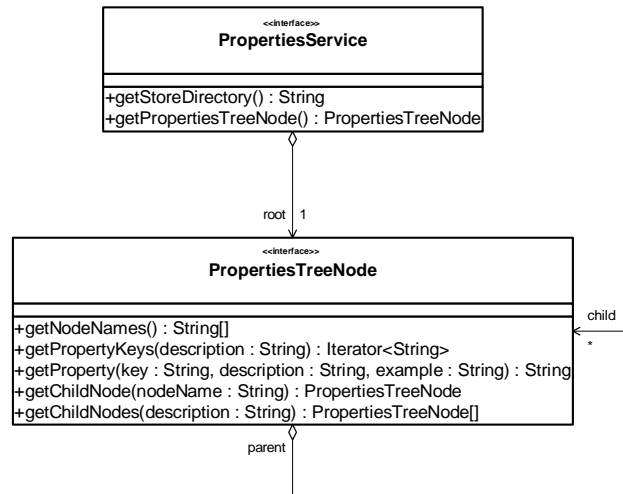 <<interface>>
PropertiesService
+getStoreDirectory() : String
+getPropertiesTreeNode() : PropertiesTreeNode
root 1
<<interface>>
PropertiesTreeNode
child
+getNodeNames() : String[]
*
+getPropertyKeys(description : String) : Iterator<String>
+getProperty(key : String, description : String, example : String) : String
+getChildNode(nodeName : String) : PropertiesTreeNode
+getChildNodes(description : String) : PropertiesTreeNode[]
parent